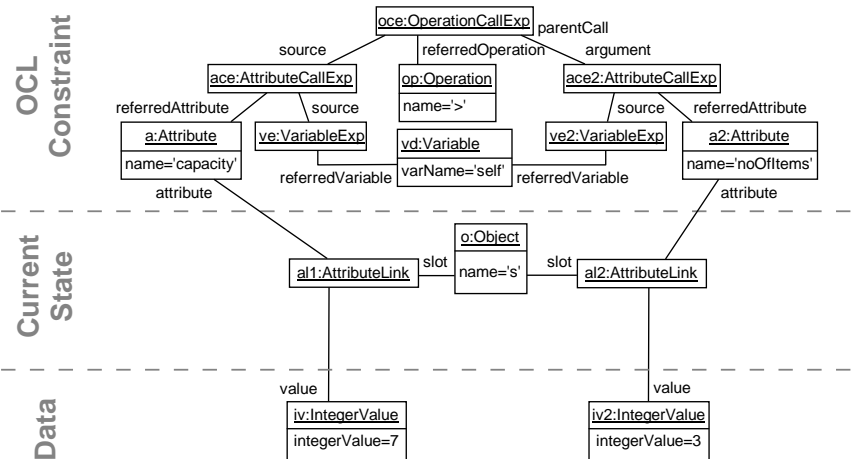 OCL
Constraint
oce:OperationCallExp
parentCall
source
referredOperation
argument
ace:AttributeCallExp
op:Operation
name='>'
ace2:AttributeCallExp
referredAttribute
source
source
referredAttribute
a:Attribute
name='capacity'
ve:VariableExp
vd:Variable
varName='self'
ve2:VariableExp
a2:Attribute
name='noOfItems'
referredVariable
referredVariable
attribute
attribute
Current
State
o:Object
name='s'
slot
slot
al1:AttributeLink
al2:AttributeLink
Data
value
value
iv:IntegerValue
integerValue=7
iv2:IntegerValue
integerValue=3